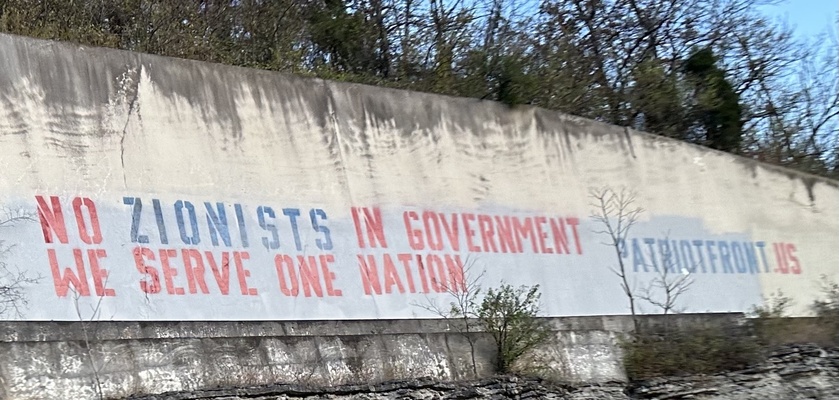 NO ZIONISTS IN GOVERNMENT
WE SERVE ONE NATION
PATRIOTFRONT.US